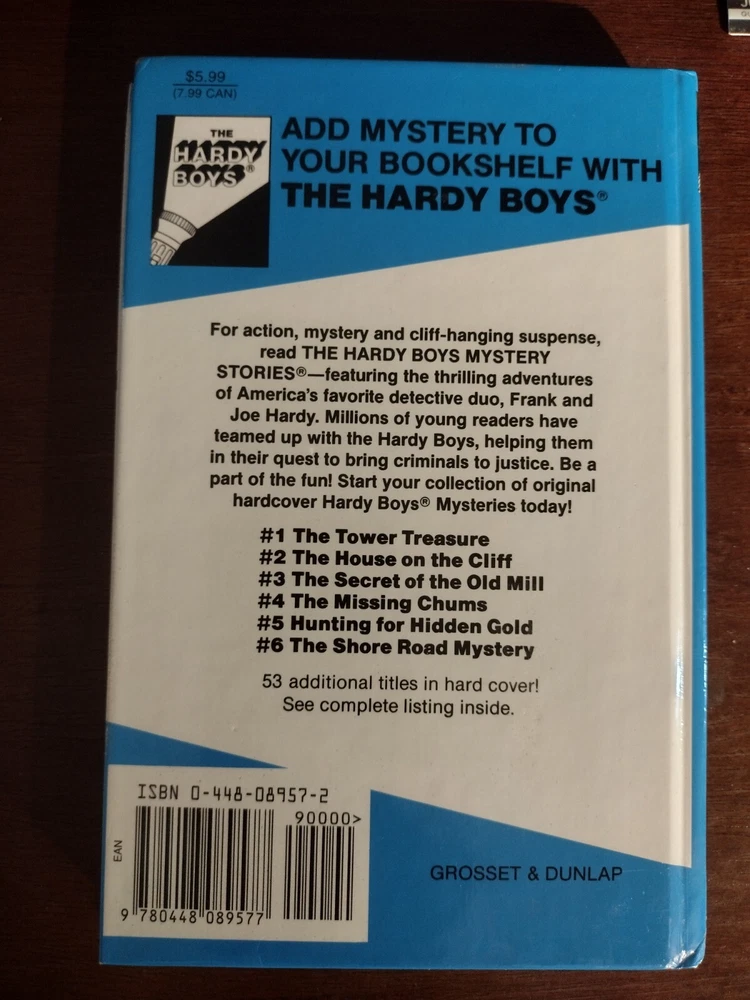 $5.99
(7.99 CAN)
THE
HARDY
BOYS®
ADD MYSTERY TO
YOUR BOOKSHELF WITH
THE HARDY BOYS®
For action, mystery and cliff-hanging suspense,
read THE HARDY BOYS MYSTERY
STORIES®—featuring the thrilling adventures
of America's favorite detective duo, Frank and
Joe Hardy. Millions of young readers have
teamed up with the Hardy Boys, helping them
in their quest to bring criminals to justice. Be a
part of the fun! Start your collection of original
hardcover Hardy Boys® Mysteries today!
#1 The Tower Treasure
#2 The House on the Cliff
#3 The Secret of the Old Mill
#4 The Missing Chums
#5 Hunting for Hidden Gold
#6 The Shore Road Mystery
53 additional titles in hard cover!
See complete listing inside.
ISBN 0-448-08957-2
90000>
EAN
9 780448 089577
GROSSET & DUNLAP